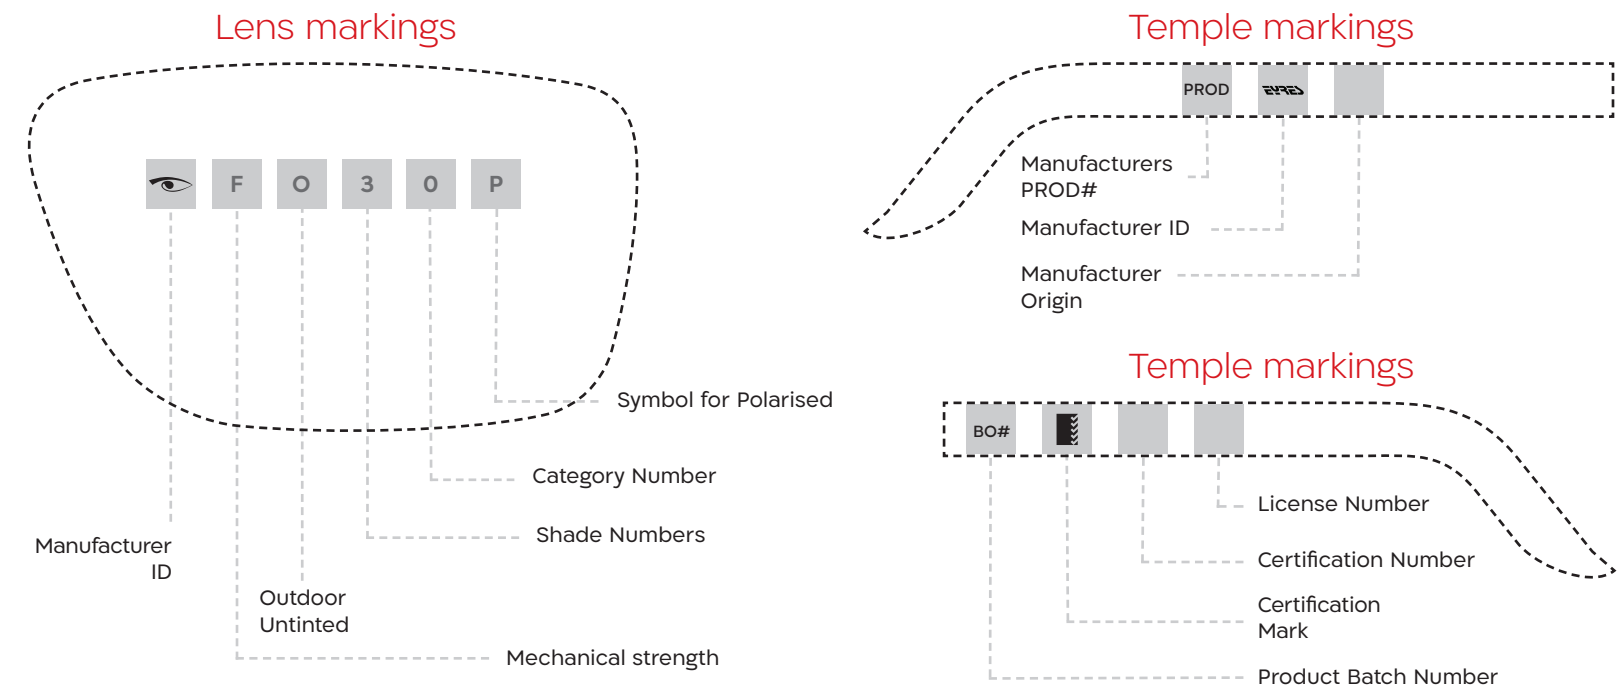 Lens markings
F O 3 0 P
Symbol for Polarised
Category Number
Shade Numbers
Manufacturer
ID
Outdoor
Untinted
Mechanical strength
Temple markings
PROD EYRES
Manufacturers
PROD#
Manufacturer ID
Manufacturer
Origin
Temple markings
BO#
License Number
Certification Number
Certification
Mark
Product Batch Number